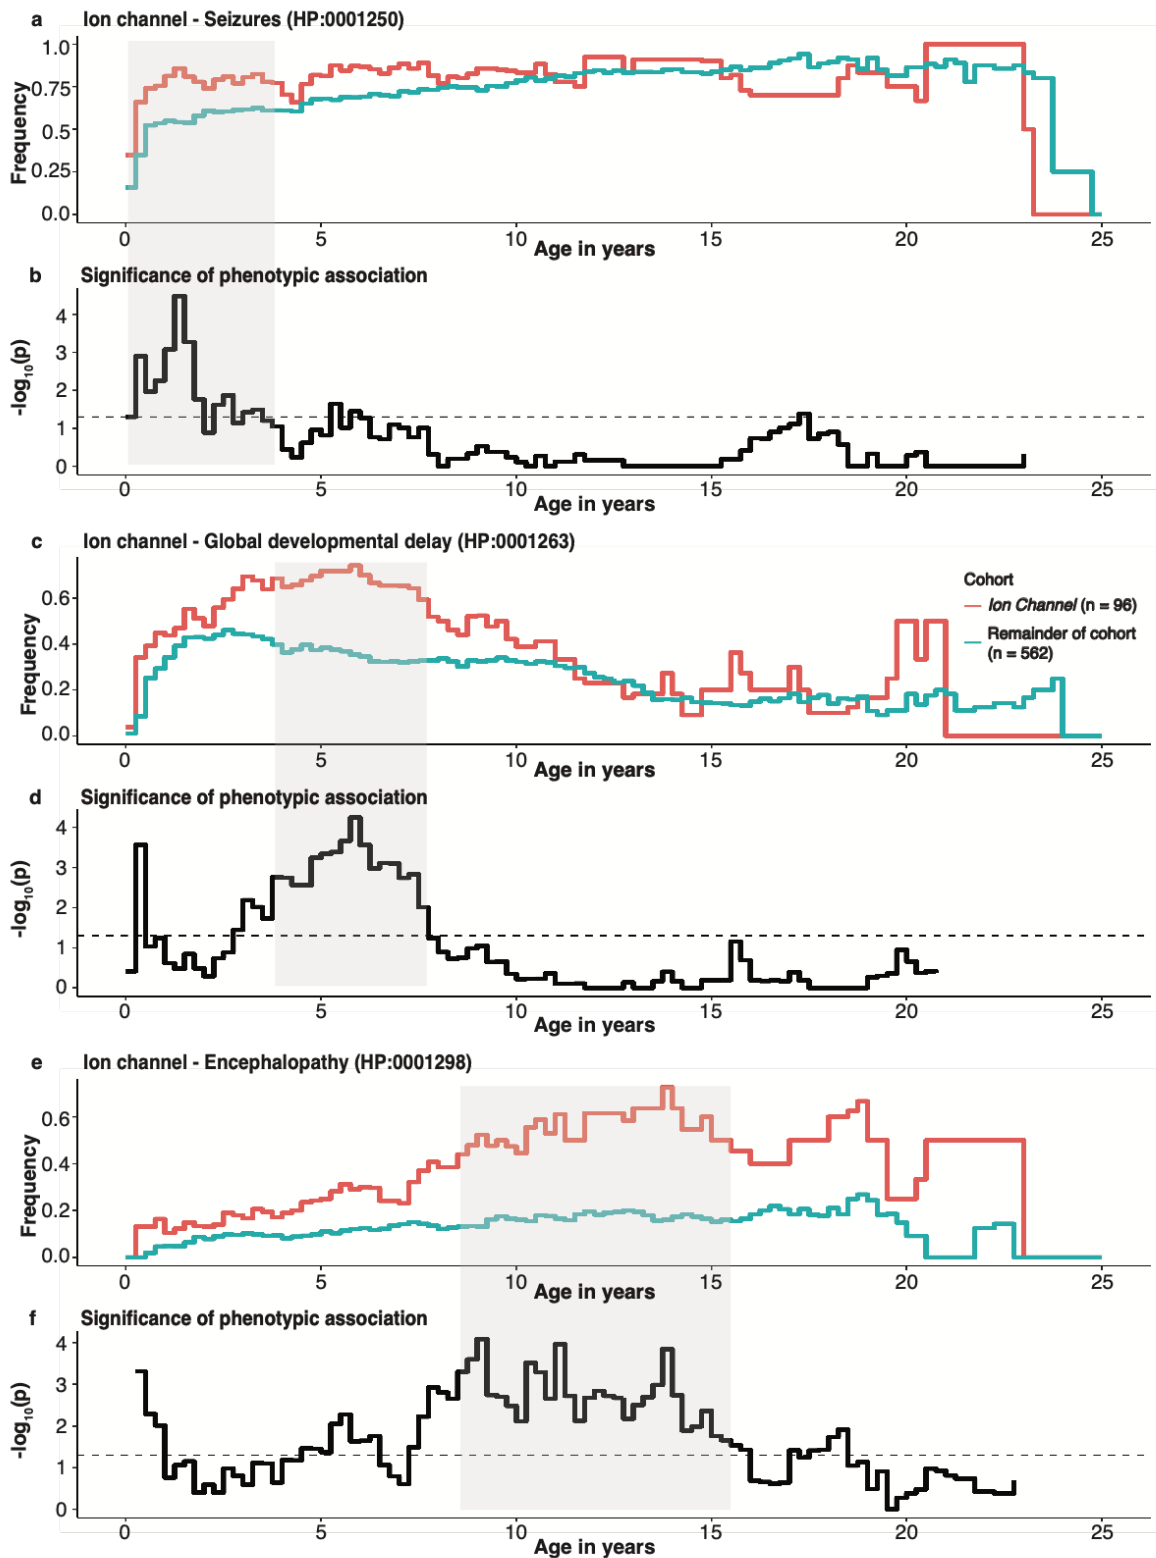 a Ion channel - Seizures (HP:0001250)
Frequency
1.0
0.75
0.5
0.25
0.0
0 5 10 15 20 25
Age in years
b Significance of phenotypic association
-log10(p)
4
3
2
1
0
0 5 10 15 20 25
Age in years
c Ion channel - Global developmental delay (HP:0001263)
Frequency
0.6
0.4
0.2
0.0
Cohort
Ion Channel (n = 96)
Remainder of cohort
(n = 562)
0 5 10 15 20 25
Age in years
d Significance of phenotypic association
-log10(p)
4
3
2
1
0
0 5 10 15 20 25
Age in years
e Ion channel - Encephalopathy (HP:0001298)
Frequency
0.6
0.4
0.2
0.0
0 5 10 15 20 25
Age in years
f Significance of phenotypic association
-log10(p)
4
3
2
1
0
0 5 10 15 20 25
Age in years